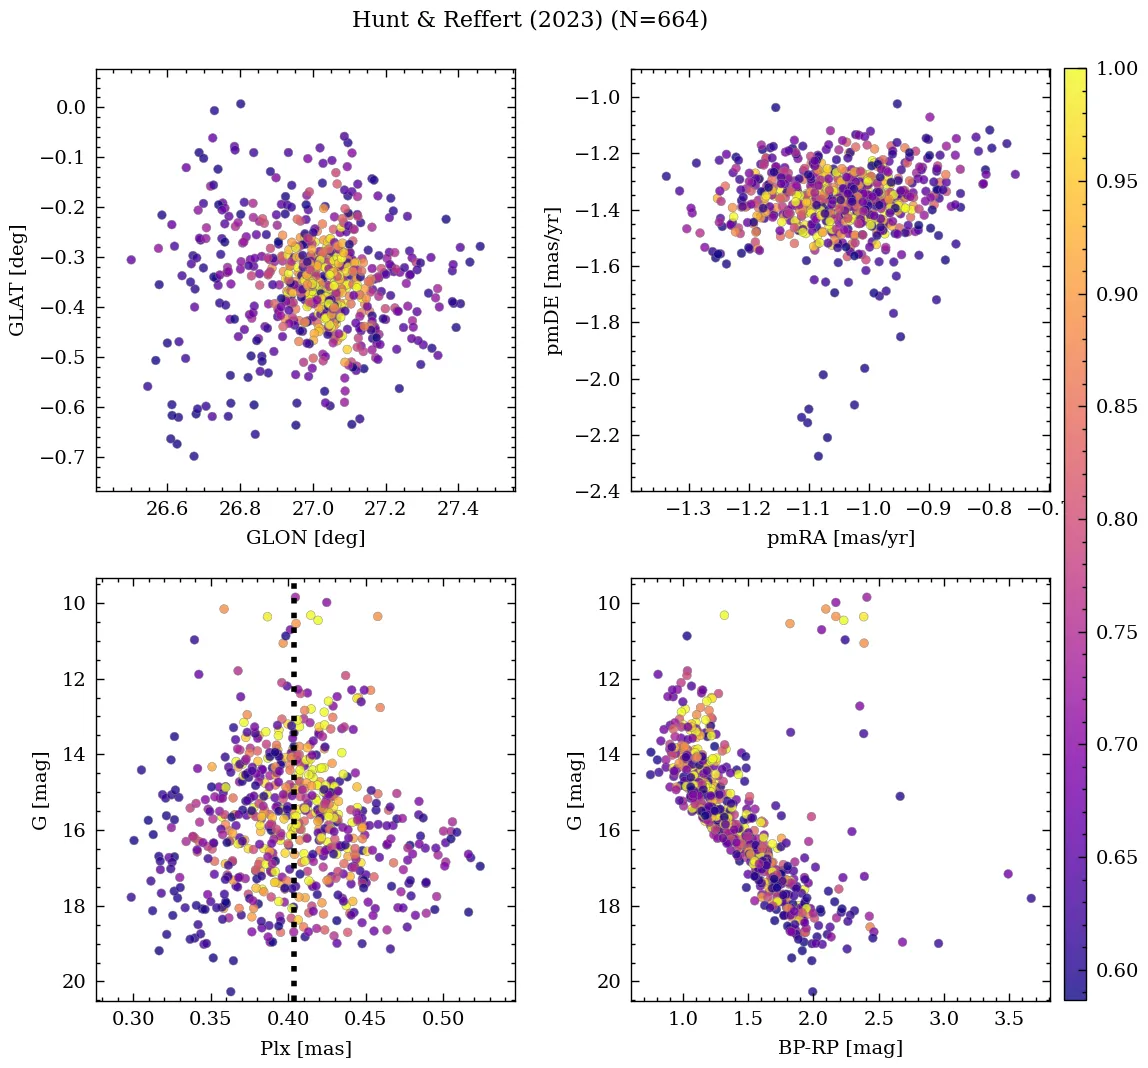 Hunt & Reffert (2023) (N=664)
0.0
−0.1
−0.2
−0.3
−0.4
−0.5
−0.6
−0.7
GLAT [deg]
26.6 26.8 27.0 27.2 27.4
GLON [deg]
−1.0
−1.2
−1.4
−1.6
−1.8
−2.0
−2.2
−2.4
pmDE [mas/yr]
−1.3 −1.2 −1.1 −1.0 −0.9 −0.8
pmRA [mas/yr]
10
12
14
16
18
20
G [mag]
0.30 0.35 0.40 0.45 0.50
Plx [mas]
10
12
14
16
18
20
G [mag]
1.0 1.5 2.0 2.5 3.0 3.5
BP-RP [mag]
1.00
0.95
0.90
0.85
0.80
0.75
0.70
0.65
0.60